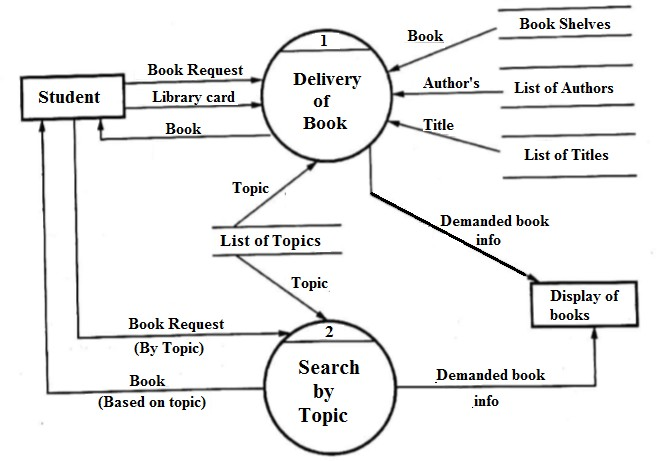 Book Shelves
1
Book
Book Request
Author's
Student
Delivery
List of Authors
Library card
of
Book
Book
Title
List of Titles
Topic
Demanded book
info
List of Topics
Topic
Display of
books
Book Request
(By Topic)
2
Search
by
Topic
Book
(Based on topic)
Demanded book
info